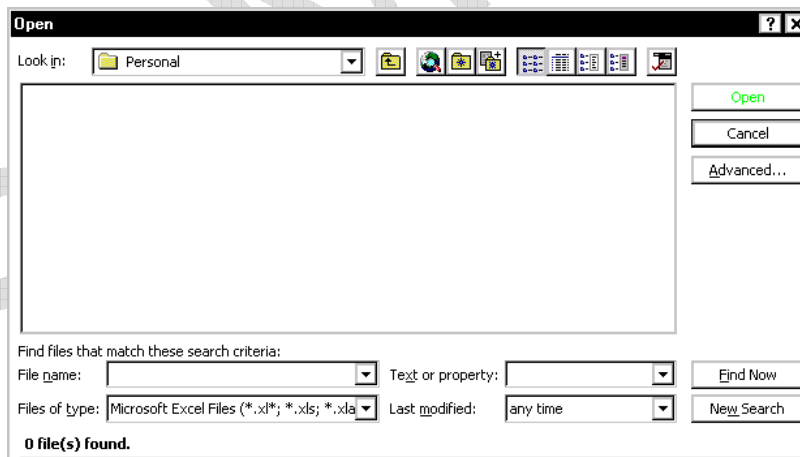 Open
Look in: Personal
Open
Cancel
Advanced...
Find files that match these search criteria:
File name: Text or property: Find Now
Files of type: Microsoft Excel Files (*.xl*; *.xls; *.xla Last modified: any time New Search
0 file(s) found.